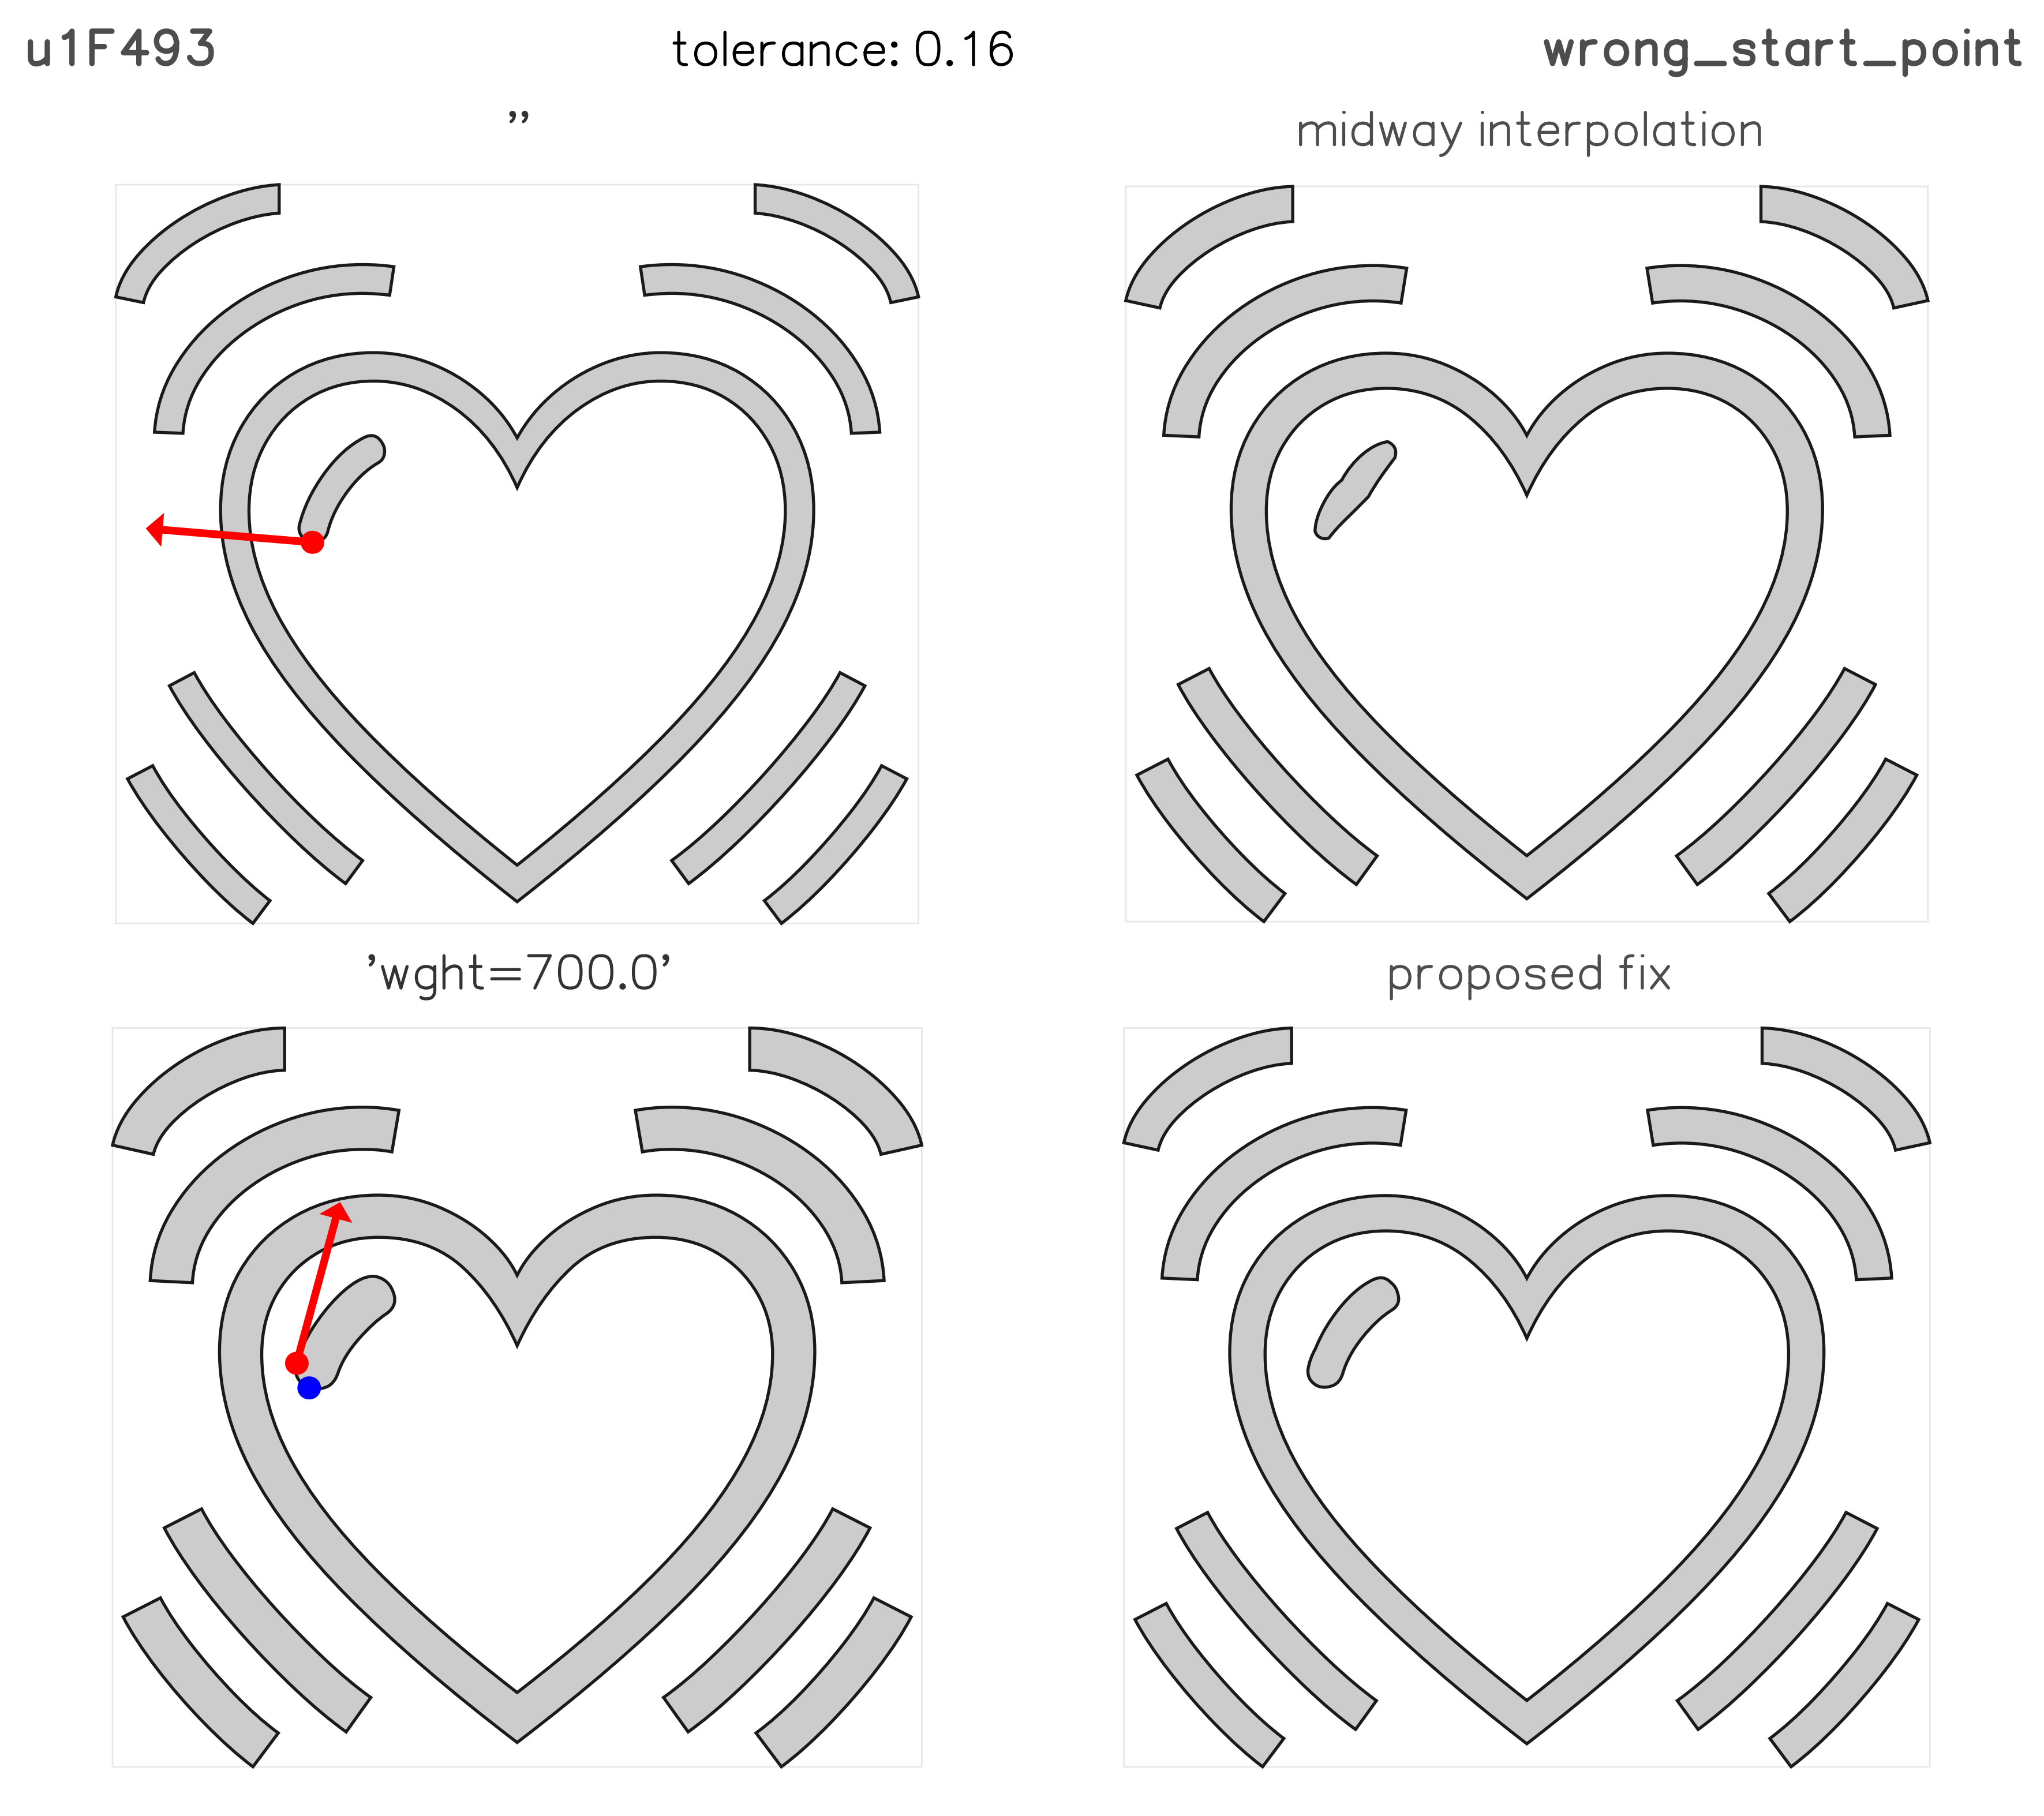 u1F493 tolerance: 0.16 wrong_start_point
” midway interpolation
’wght=700.0’ proposed fix